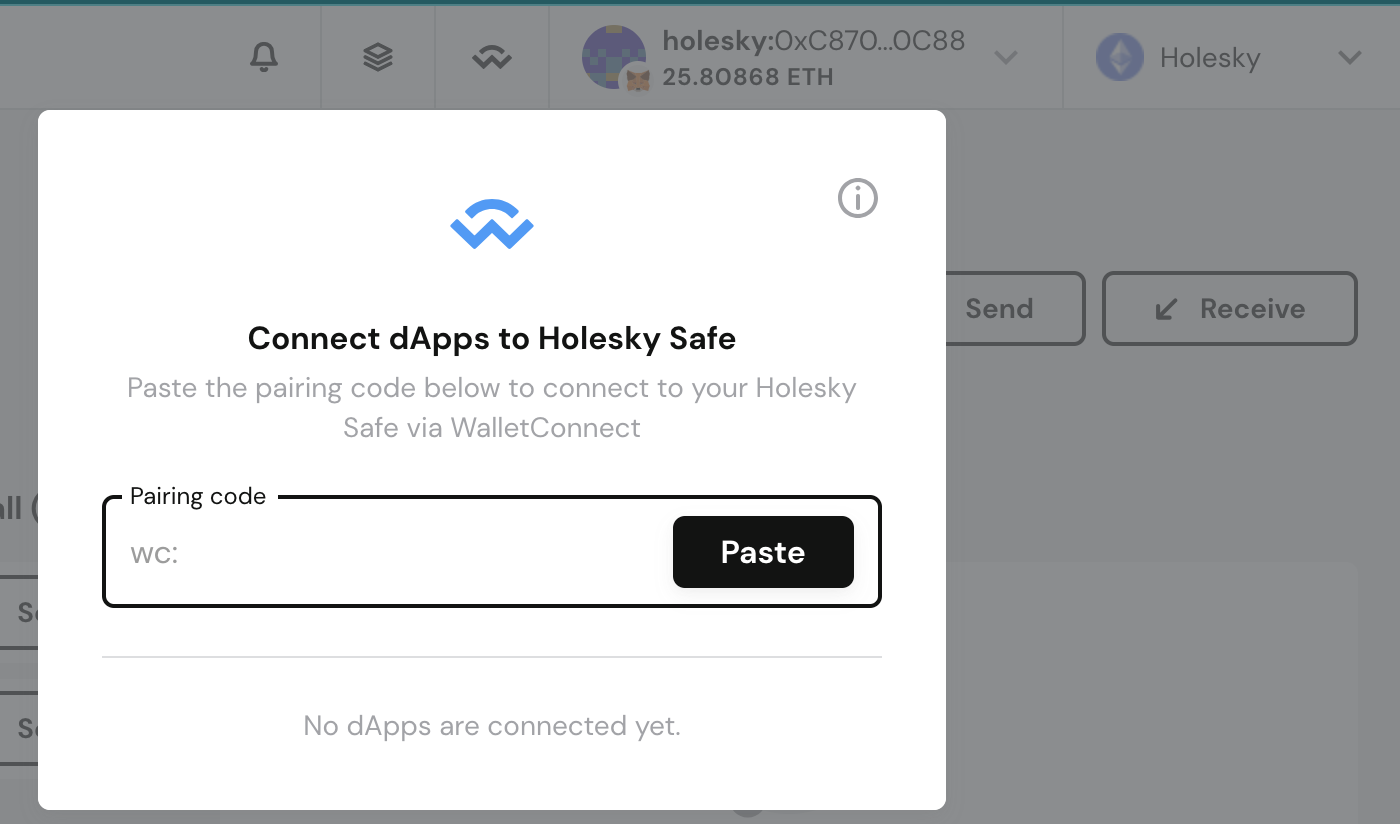 holesky:0xC870...0C88
25.80868 ETH
Holesky
Send
Receive
Connect dApps to Holesky Safe
Paste the pairing code below to connect to your Holesky
Safe via WalletConnect
Pairing code
wc:
Paste
No dApps are connected yet.